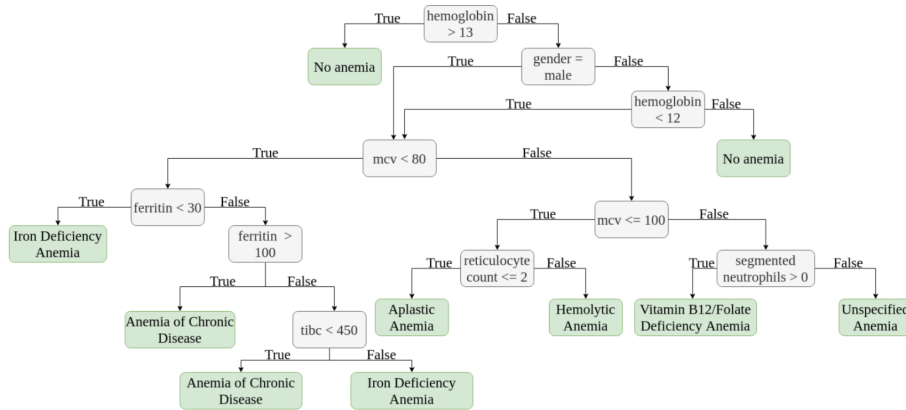 hemoglobin
> 13
True
False
No anemia
gender =
male
True
False
hemoglobin
< 12
True
False
No anemia
mcv < 80
True
False
ferritin < 30
True
False
Iron Deficiency
Anemia
ferritin >
100
True
False
Anemia of Chronic
Disease
tibc < 450
True
False
Anemia of Chronic
Disease
Iron Deficiency
Anemia
mcv <= 100
True
False
reticulocyte
count <= 2
True
False
Aplastic
Anemia
Hemolytic
Anemia
segmented
neutrophils > 0
True
False
Vitamin B12/Folate
Deficiency Anemia
Unspecified
Anemia